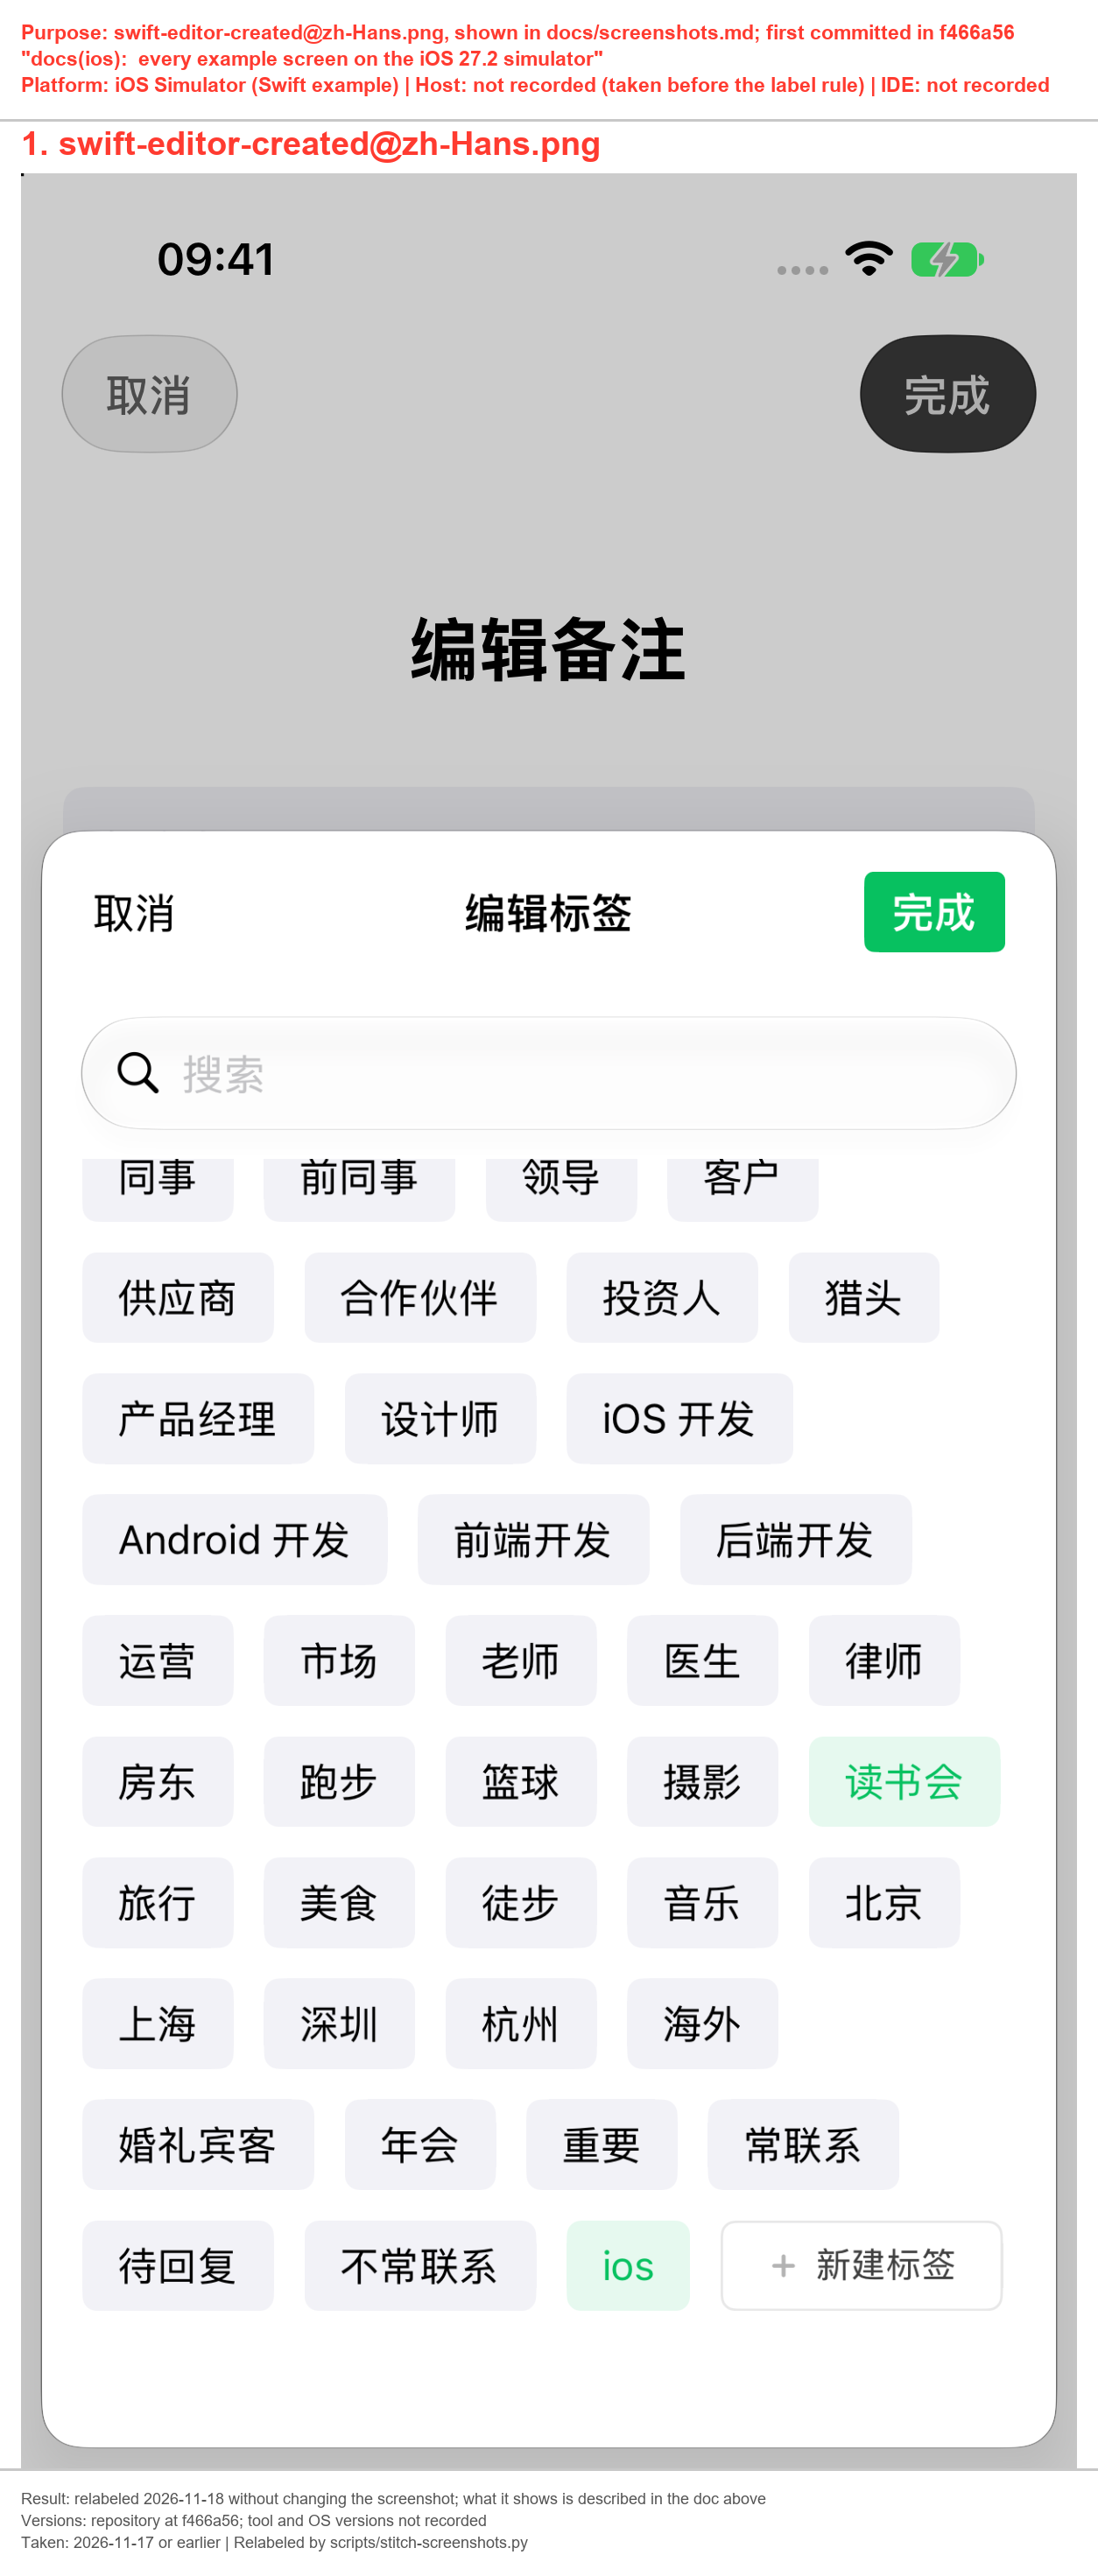 Purpose: swift-editor-created@zh-Hans.png, shown in docs/screenshots.md; first committed in f466a56
"docs(ios):  every example screen on the iOS 27.2 simulator"
Platform: iOS Simulator (Swift example) | Host: not recorded (taken before the label rule) | IDE: not recorded
1. swift-editor-created@zh-Hans.png
09:41
取消 完成
编辑备注
取消 编辑标签 完成
搜索
同事 前同事 领导 客户
供应商 合作伙伴 投资人 猎头
产品经理 设计师 iOS 开发
Android 开发 前端开发 后端开发
运营 市场 老师 医生 律师
房东 跑步 篮球 摄影 读书会
旅行 美食 徒步 音乐 北京
上海 深圳 杭州 海外
婚礼宾客 年会 重要 常联系
待回复 不常联系 ios + 新建标签
Result: relabeled 2026-11-18 without changing the screenshot; what it shows is described in the doc above
Versions: repository at f466a56; tool and OS versions not recorded
Taken: 2026-11-17 or earlier | Relabeled by scripts/stitch-screenshots.py